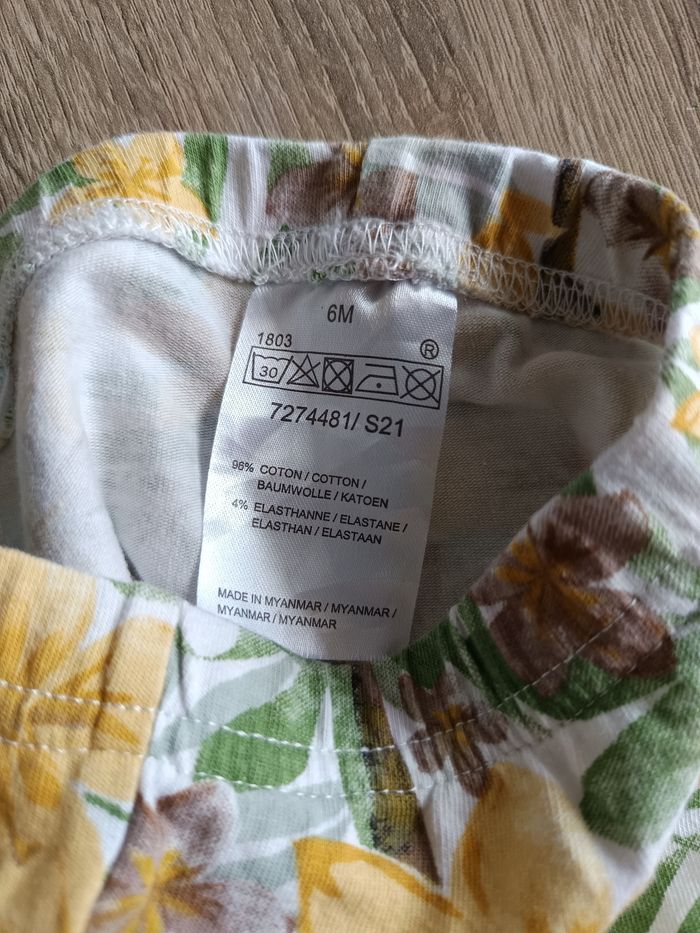 6M
1803
®
30
7274481/ S21
96% COTON / COTTON /
BAUMWOLLE / KATOEN
4% ELASTHANNE / ELASTANE /
ELASTHAN / ELASTAAN
MADE IN MYANMAR / MYANMAR /
MYANMAR / MYANMAR